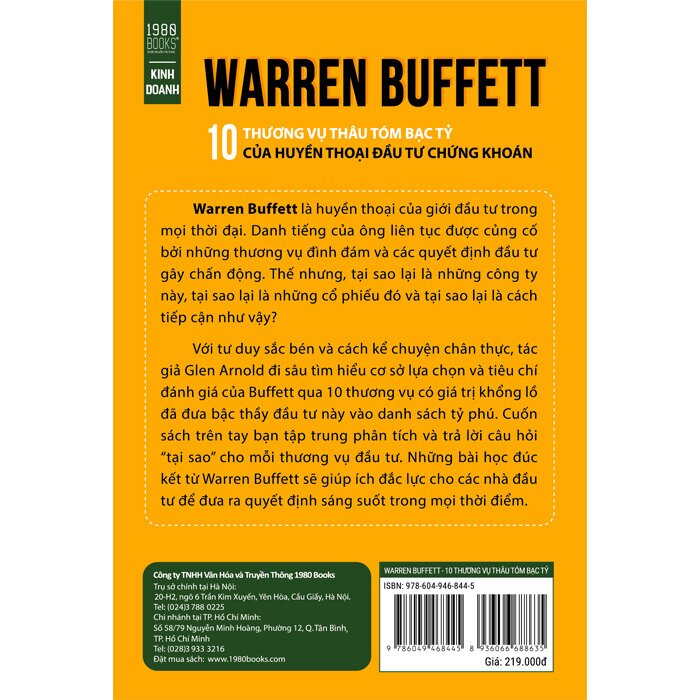 1980
BOOKS
KINH
DOANH
WARREN BUFFETT
10 THƯƠNG VỤ THÂU TÓM BẠC TỶ
CỦA HUYỀN THOẠI ĐẦU TƯ CHỨNG KHOÁN
Warren Buffett là huyền thoại của giới đầu tư trong
mọi thời đại. Danh tiếng của ông liên tục được củng cố
bởi những thương vụ đình đám và các quyết định đầu tư
gây chấn động. Thế nhưng, tại sao lại là những công ty
này, tại sao lại là những cổ phiếu đó và tại sao lại là cách
tiếp cận như vậy?
Với tư duy sắc bén và cách kể chuyện chân thực, tác
giả Glen Arnold đi sâu tìm hiểu cơ sở lựa chọn và tiêu chí
đánh giá của Buffett qua 10 thương vụ có giá trị khổng lồ
đã đưa bậc thầy đầu tư này vào danh sách tỷ phú. Cuốn
sách trên tay bạn tập trung phân tích và trả lời câu hỏi
“tại sao” cho mỗi thương vụ đầu tư. Những bài học đúc
kết từ Warren Buffett sẽ giúp ích đắc lực cho các nhà đầu
tư để đưa ra quyết định sáng suốt trong mọi thời điểm.
Công ty TNHH Văn Hóa và Truyền Thông 1980 Books
Trụ sở chính tại Hà Nội:
20-H2, ngõ 6 Trần Kim Xuyến, Yên Hòa, Cầu Giấy, Hà Nội.
Tel: (024)3 788 0225
Chi nhánh tại TP. Hồ Chí Minh:
Số 58/79 Nguyễn Minh Hoàng, Phường 12, Q.Tân Bình,
TP. Hồ Chí Minh
Tel: (028)3 933 3216
Đặt mua sách: www.1980books.com
WARREN BUFFETT - 10 THƯƠNG VỤ THÂU TÓM BẠC TỶ
ISBN: 978-604-946-844-5
9 786049 468445
8 936066 688635
Giá: 219.000đ